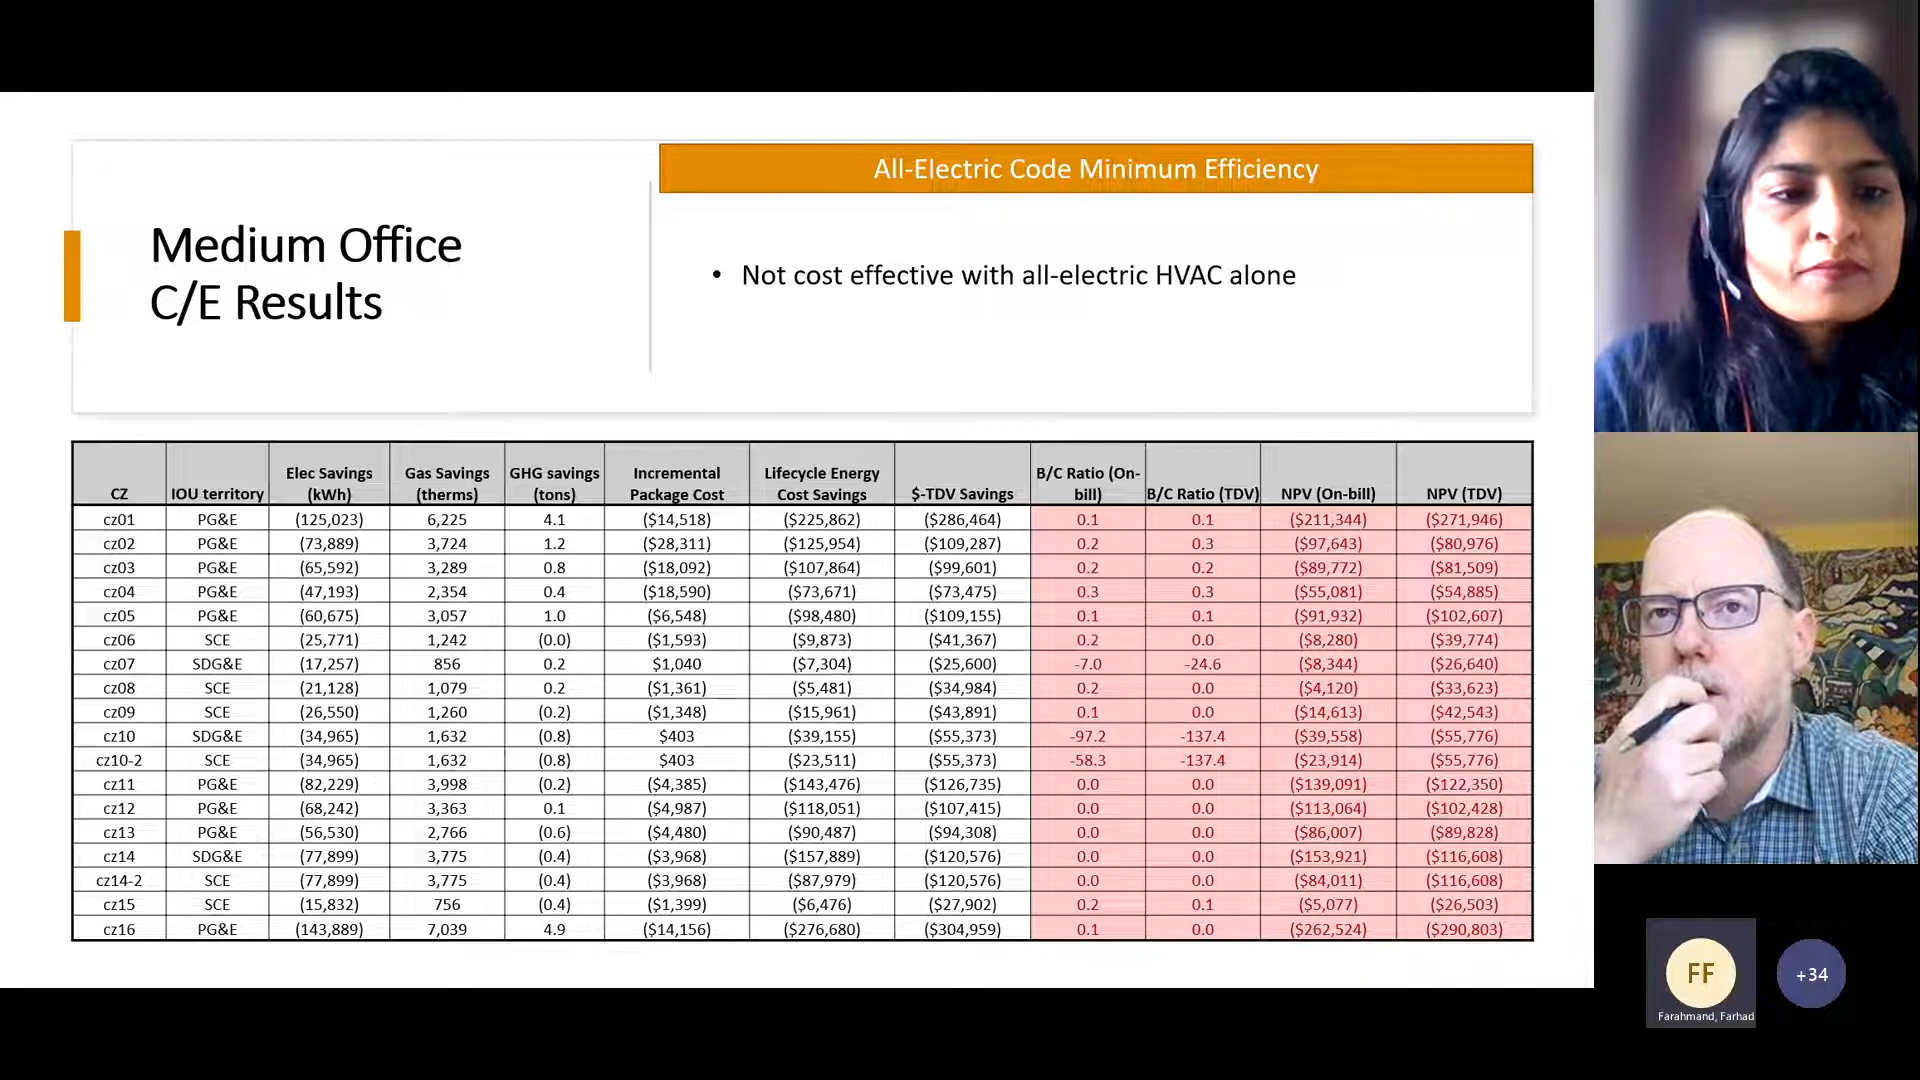 All-Electric Code Minimum Efficiency
Medium Office
C/E Results
• Not cost effective with all-electric HVAC alone
CZ IOU territory Elec Savings (kWh) Gas Savings (therms) GHG savings (tons) Incremental Package Cost Lifecycle Energy Cost Savings $-TDV Savings B/C Ratio (On-bill) B/C Ratio (TDV) NPV (On-bill) NPV (TDV)
cz01 PG&E (125,023) 6,225 4.1 ($14,518) ($225,862) ($286,464) 0.1 0.1 ($211,344) ($271,946)
cz02 PG&E (73,889) 3,724 1.2 ($28,311) ($125,954) ($109,287) 0.2 0.3 ($97,643) ($80,976)
cz03 PG&E (65,592) 3,289 0.8 ($18,092) ($107,864) ($99,601) 0.2 0.2 ($89,772) ($81,509)
cz04 PG&E (47,193) 2,354 0.4 ($18,590) ($73,671) ($73,475) 0.3 0.3 ($55,081) ($54,885)
cz05 PG&E (60,675) 3,057 1.0 ($6,548) ($98,480) ($109,155) 0.1 0.1 ($91,932) ($102,607)
cz06 SCE (25,771) 1,242 (0.0) ($1,593) ($9,873) ($41,367) 0.2 0.0 ($8,280) ($39,774)
cz07 SDG&E (17,257) 856 0.2 $1,040 ($7,304) ($25,600) -7.0 -24.6 ($8,344) ($26,640)
cz08 SCE (21,128) 1,079 0.2 ($1,361) ($5,481) ($34,984) 0.2 0.0 ($4,120) ($33,623)
cz09 SCE (26,550) 1,260 (0.2) ($1,348) ($15,961) ($43,891) 0.1 0.0 ($14,613) ($42,543)
cz10 SDG&E (34,965) 1,632 (0.8) $403 ($39,155) ($55,373) -97.2 -137.4 ($39,558) ($55,776)
cz10-2 SCE (34,965) 1,632 (0.8) $403 ($23,511) ($55,373) -58.3 -137.4 ($23,914) ($55,776)
cz11 PG&E (82,229) 3,998 (0.2) ($4,385) ($143,476) ($126,735) 0.0 0.0 ($139,091) ($122,350)
cz12 PG&E (68,242) 3,363 0.1 ($4,987) ($118,051) ($107,415) 0.0 0.0 ($113,064) ($102,428)
cz13 PG&E (56,530) 2,766 (0.6) ($4,480) ($90,487) ($94,308) 0.0 0.0 ($86,007) ($89,828)
cz14 SDG&E (77,899) 3,775 (0.4) ($3,968) ($157,889) ($120,576) 0.0 0.0 ($153,921) ($116,608)
cz14-2 SCE (77,899) 3,775 (0.4) ($3,968) ($87,979) ($120,576) 0.0 0.0 ($84,011) ($116,608)
cz15 SCE (15,832) 756 (0.4) ($1,399) ($6,476) ($27,902) 0.2 0.1 ($5,077) ($26,503)
cz16 PG&E (143,889) 7,039 4.9 ($14,156) ($276,680) ($304,959) 0.1 0.0 ($262,524) ($290,803)
FF
+34
Farahmand, Farhad